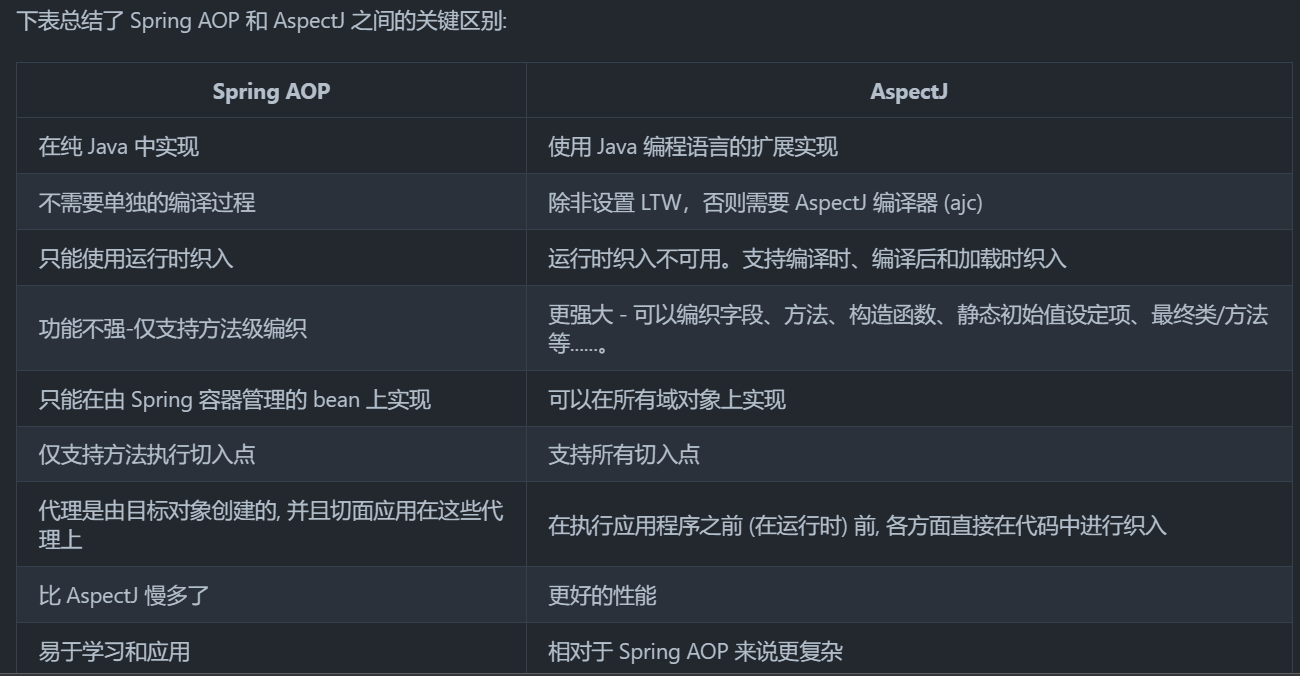 下表总结了 Spring AOP 和 AspectJ 之间的关键区别:
Spring AOP
AspectJ
在纯 Java 中实现
使用 Java 编程语言的扩展实现
不需要单独的编译过程
除非设置 LTW，否则需要 AspectJ 编译器 (ajc)
只能使用运行时织入
运行时织入不可用。支持编译时、编译后和加载时织入
功能不强-仅支持方法级编织
更强大 - 可以编织字段、方法、构造函数、静态初始值设定项、最终类/方法
等......。
只能在由 Spring 容器管理的 bean 上实现
可以在所有域对象上实现
仅支持方法执行切入点
支持所有切入点
代理是由目标对象创建的, 并且切面应用在这些代
理上
在执行应用程序之前 (在运行时) 前, 各方面直接在代码中进行织入
比 AspectJ 慢多了
更好的性能
易于学习和应用
相对于 Spring AOP 来说更复杂